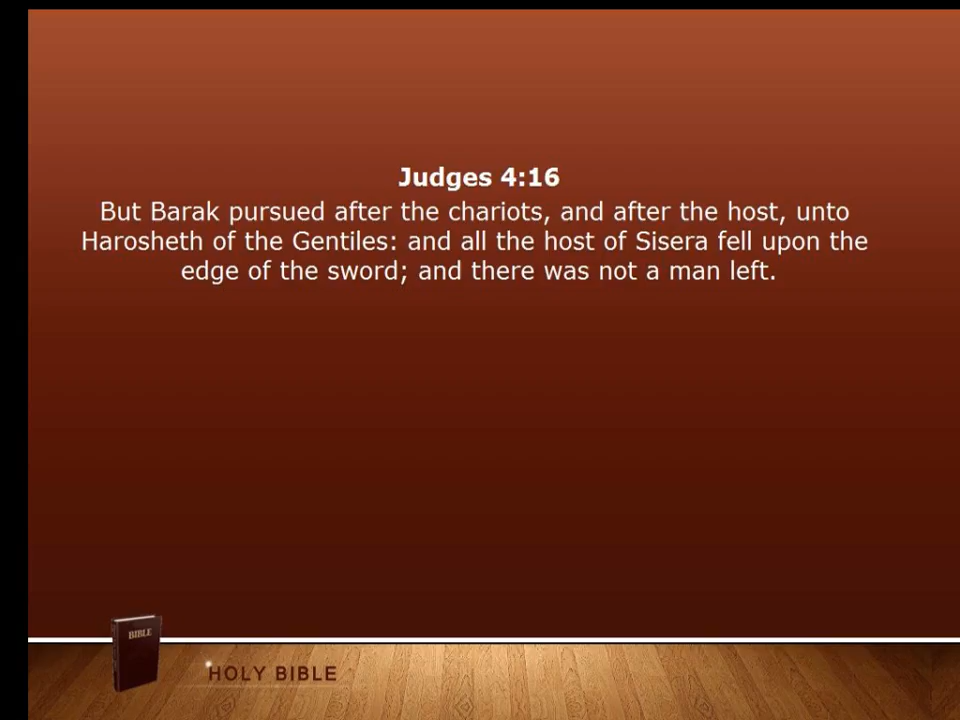 Judges 4:16
But Barak pursued after the chariots, and after the host, unto
Harosheth of the Gentiles: and all the host of Sisera fell upon the
edge of the sword; and there was not a man left.
BIBLE
HOLY BIBLE